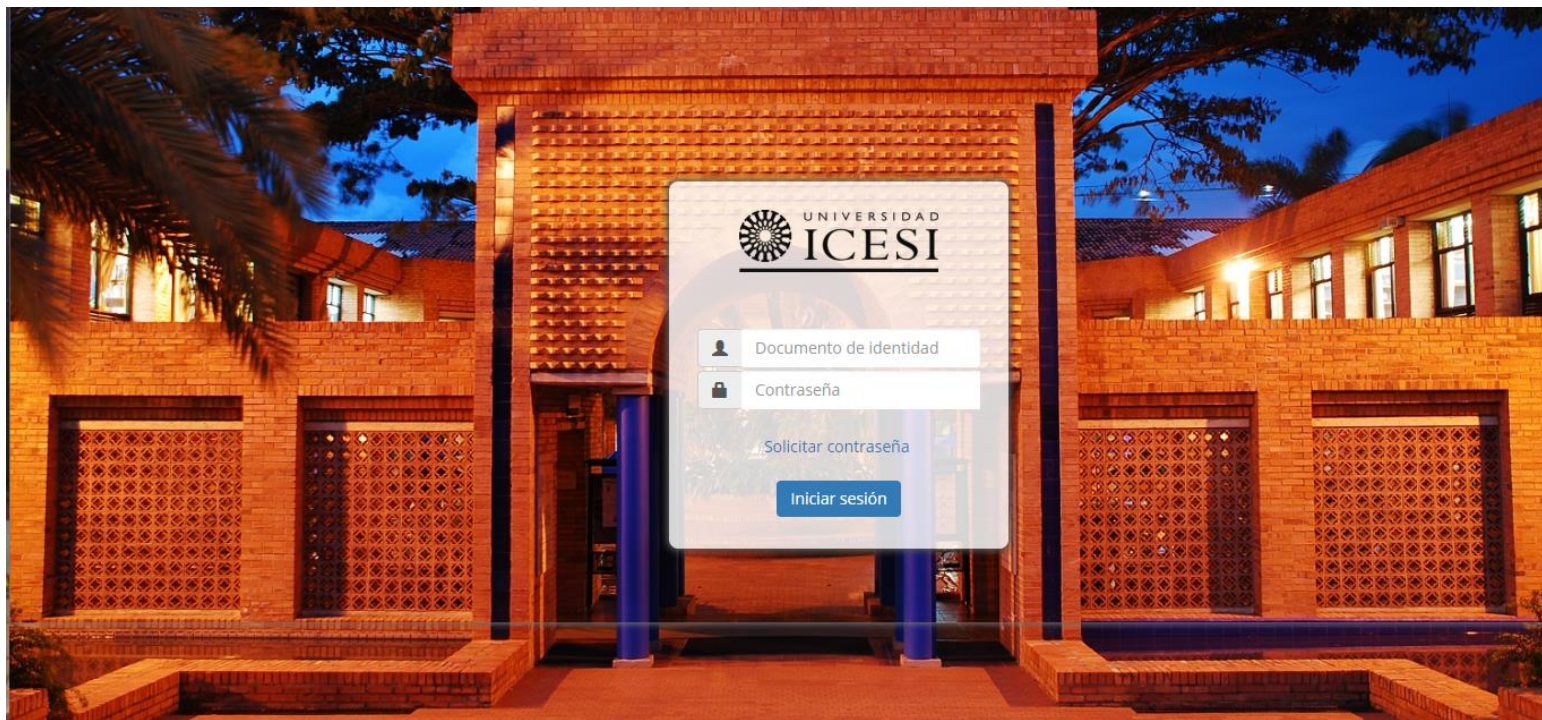 UNIVERSIDAD
ICESI
Documento de identidad
Contraseña
Solicitar contraseña
Iniciar sesión